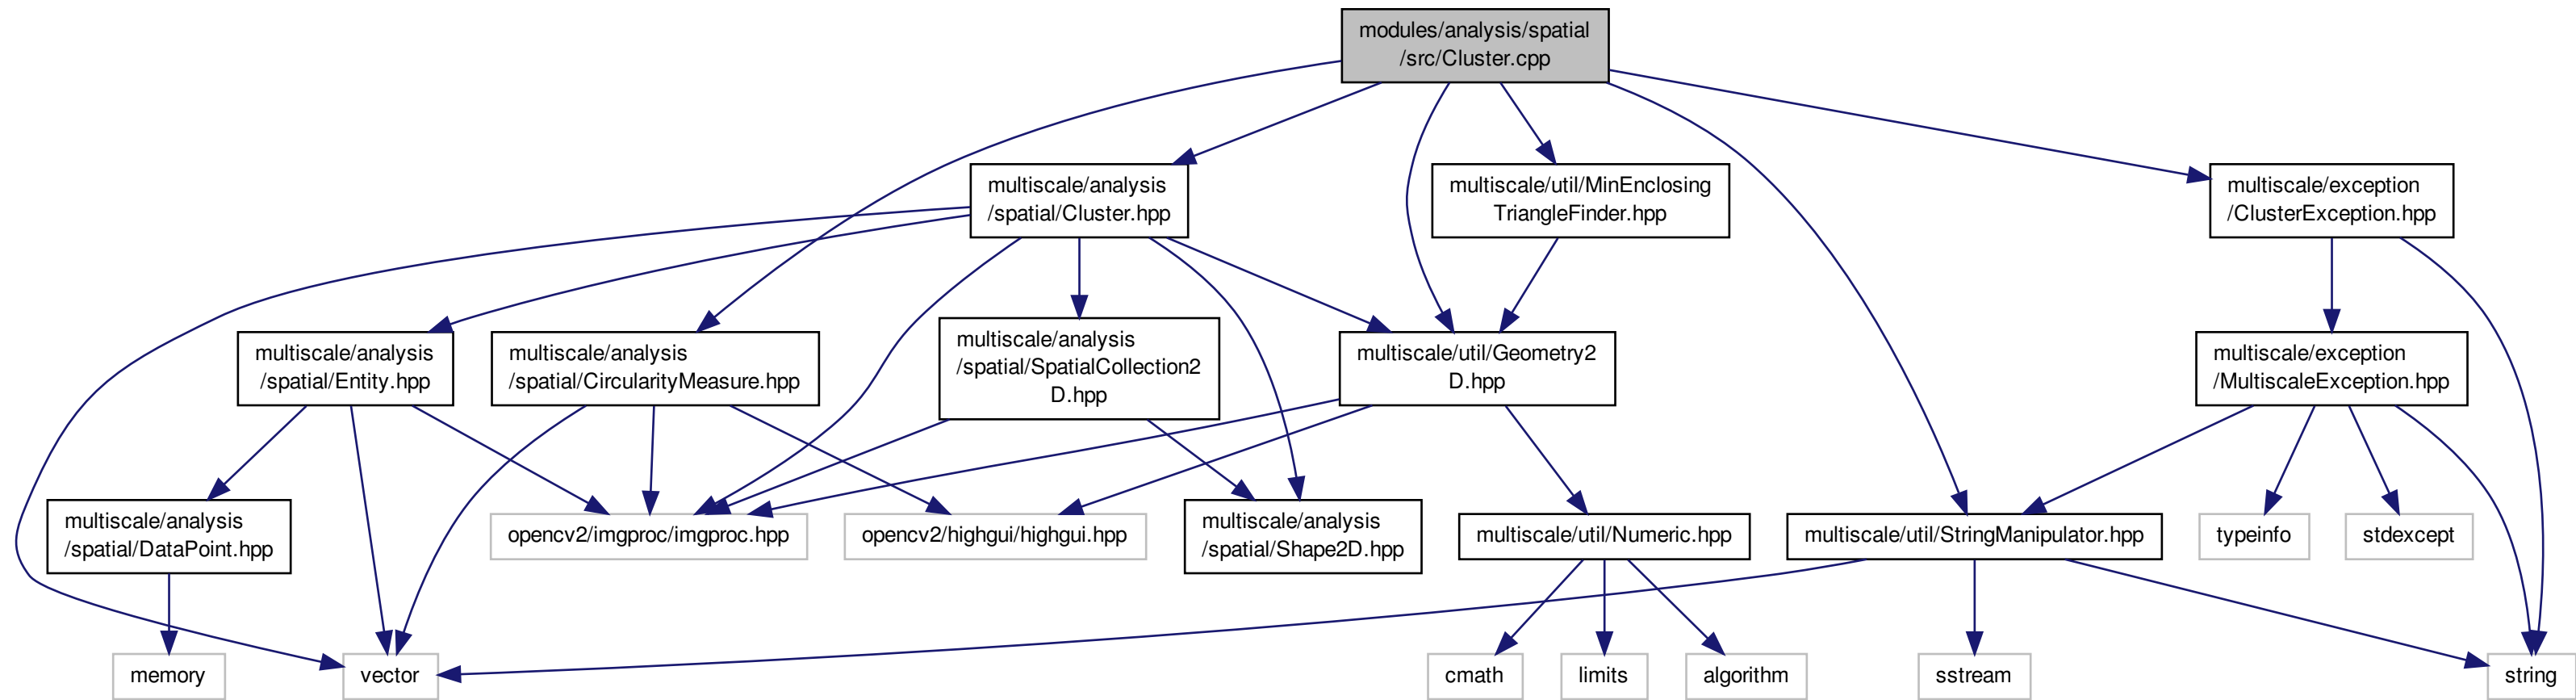 modules/analysis/spatial
/src/Cluster.cpp
multiscale/analysis
/spatial/Cluster.hpp
multiscale/util/MinEnclosing
TriangleFinder.hpp
multiscale/exception
/ClusterException.hpp
multiscale/analysis
/spatial/Entity.hpp
multiscale/analysis
/spatial/CircularityMeasure.hpp
multiscale/analysis
/spatial/SpatialCollection2
D.hpp
multiscale/util/Geometry2
D.hpp
multiscale/exception
/MultiscaleException.hpp
multiscale/analysis
/spatial/DataPoint.hpp
opencv2/imgproc/imgproc.hpp
opencv2/highgui/highgui.hpp
multiscale/analysis
/spatial/Shape2D.hpp
multiscale/util/Numeric.hpp
multiscale/util/StringManipulator.hpp
typeinfo
stdexcept
memory
vector
cmath
limits
algorithm
sstream
string